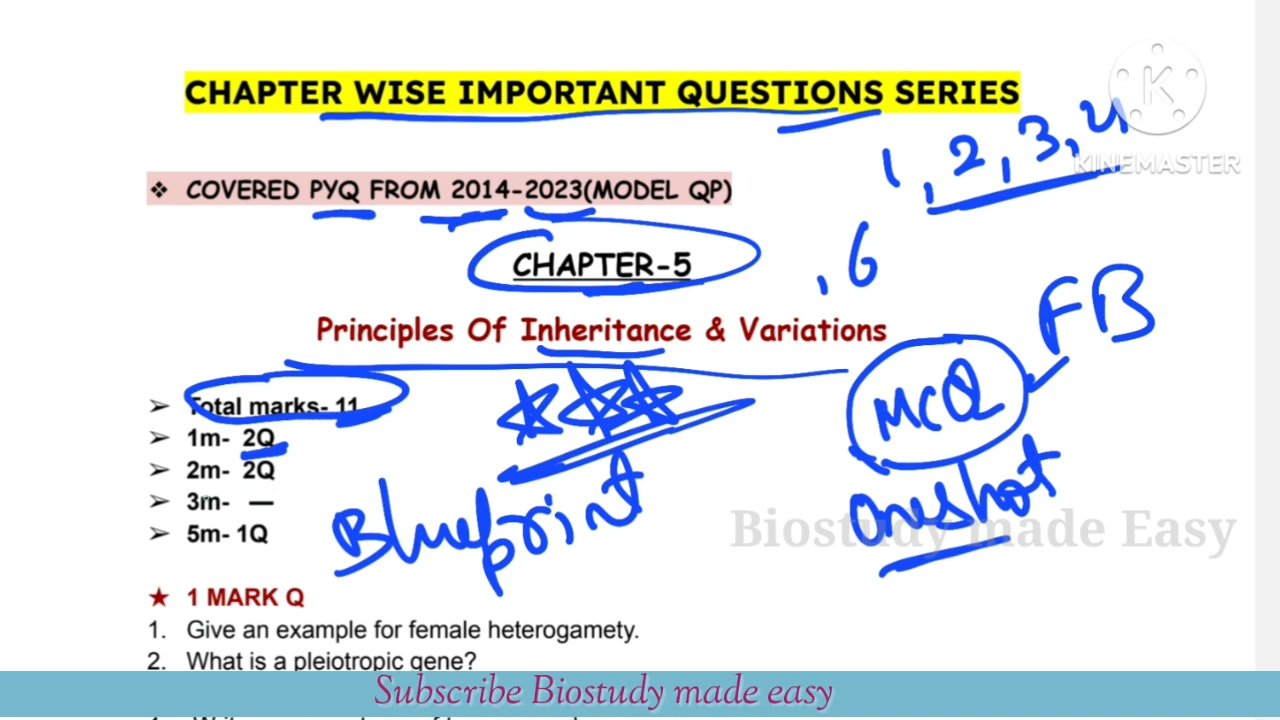 CHAPTER WISE IMPORTANT QUESTIONS SERIES
KINEMASTER
1, 2, 3, 4
❖ COVERED PYQ FROM 2014-2023(MODEL QP)
CHAPTER-5
, 6
FB
Principles Of Inheritance & Variations
➢ Total marks- 11
MCQ
➢ 1m- 2Q
➢ 2m- 2Q
➢ 3m- —
Blueprint
Oneshot
Biostudy made Easy
➢ 5m- 1Q
★ 1 MARK Q
1. Give an example for female heterogamety.
2. What is a pleiotropic gene?
Subscribe Biostudy made easy